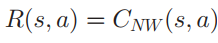 R(s, a) = C_{NW}(s, a)